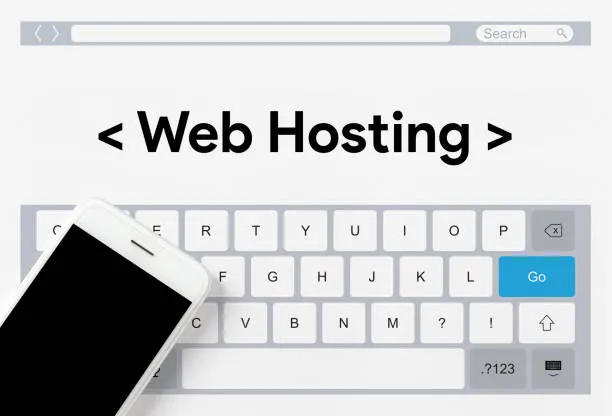 Search
< Web Hosting >
E R T Y U I O P
F G H J K L Go
C V B N M ? !
.?123